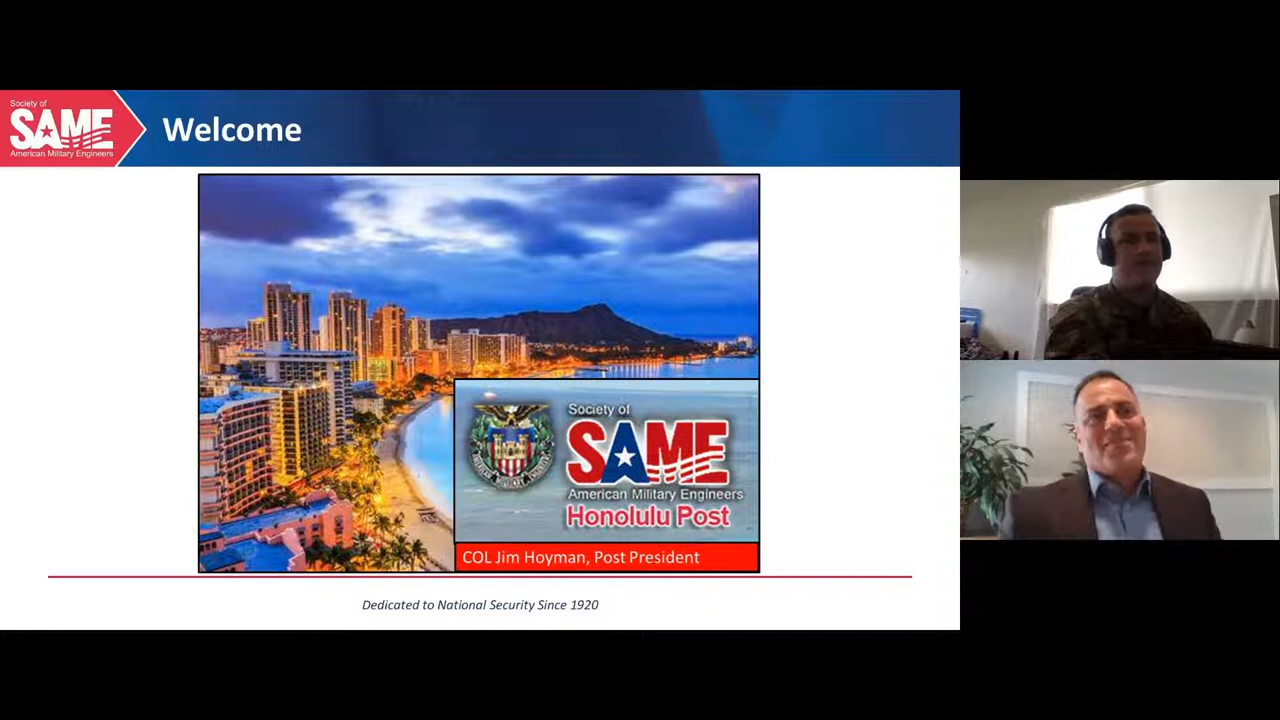 Society of
SAME
American Military Engineers
Welcome
Society of
SAME
American Military Engineers
Honolulu Post
COL Jim Hoyman, Post President
Dedicated to National Security Since 1920